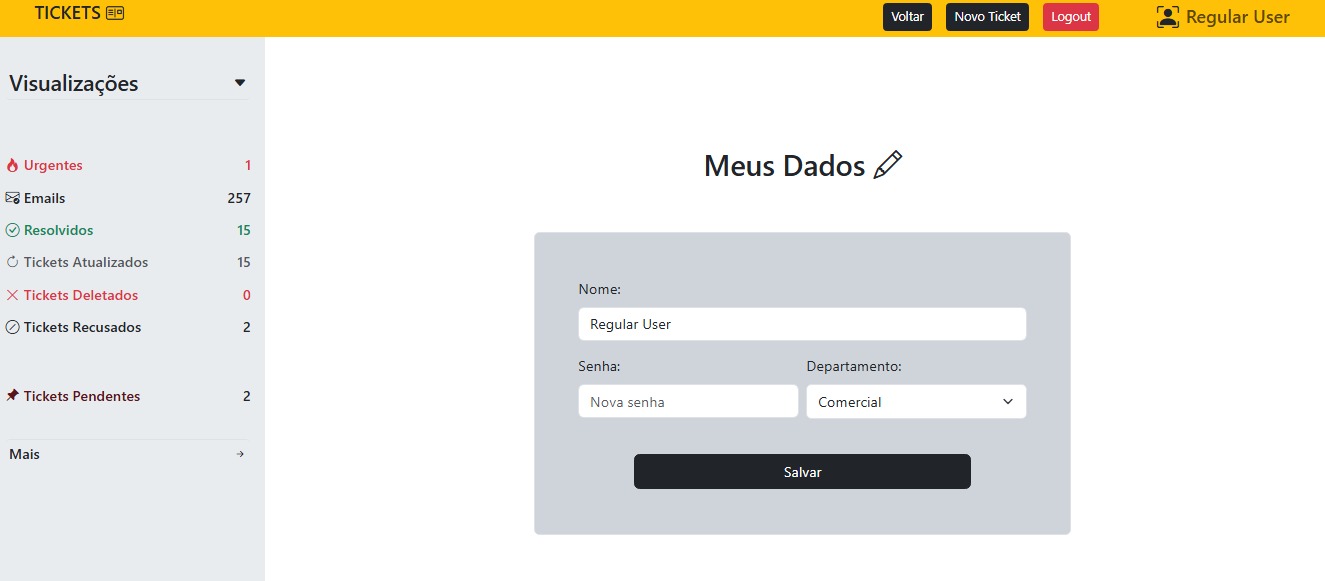 TICKETS
Voltar
Novo Ticket
Logout
Regular User
Visualizações
Urgentes 1
Emails 257
Resolvidos 15
Tickets Atualizados 15
Tickets Deletados 0
Tickets Recusados 2
Tickets Pendentes 2
Mais
Meus Dados
Nome:
Regular User
Senha: Departamento:
Nova senha Comercial
Salvar